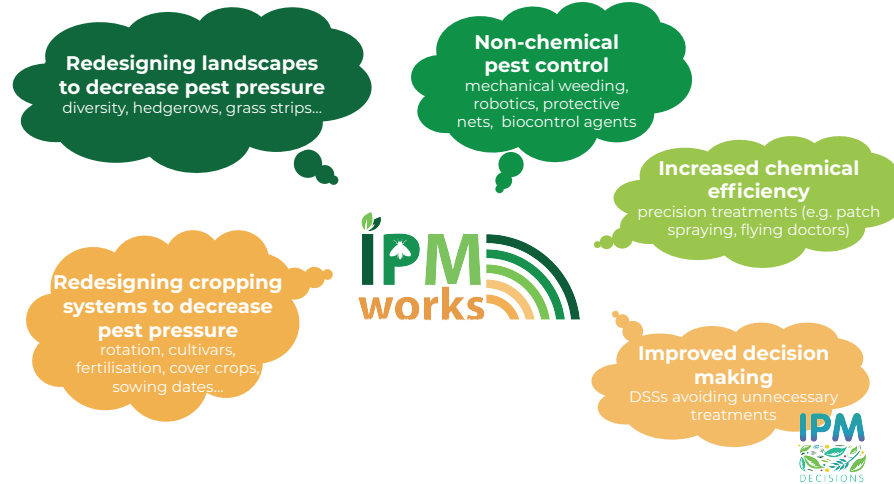 Redesigning landscapes
to decrease pest pressure
diversity, hedgerows, grass strips...
Non-chemical
pest control
mechanical weeding,
robotics, protective
nets, biocontrol agents
Increased chemical
efficiency
precision treatments (e.g. patch
spraying, flying doctors)
IPM
works
Redesigning cropping
systems to decrease
pest pressure
rotation, cultivars,
fertilisation, cover crops,
sowing dates...
Improved decision
making
DSSs avoiding unnecessary
treatments
IPM
DECISIONS